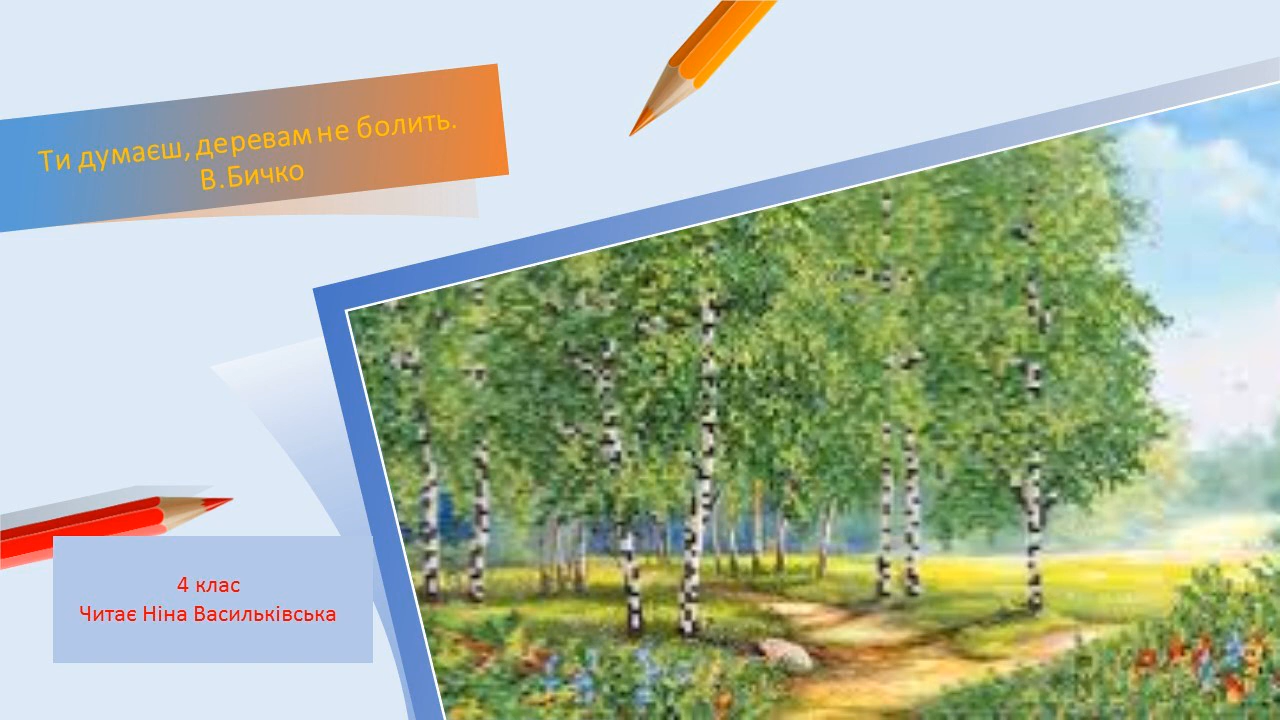 Ти думаєш, деревам не болить.
В.Бичко
4 клас
Читає Ніна Васильківська